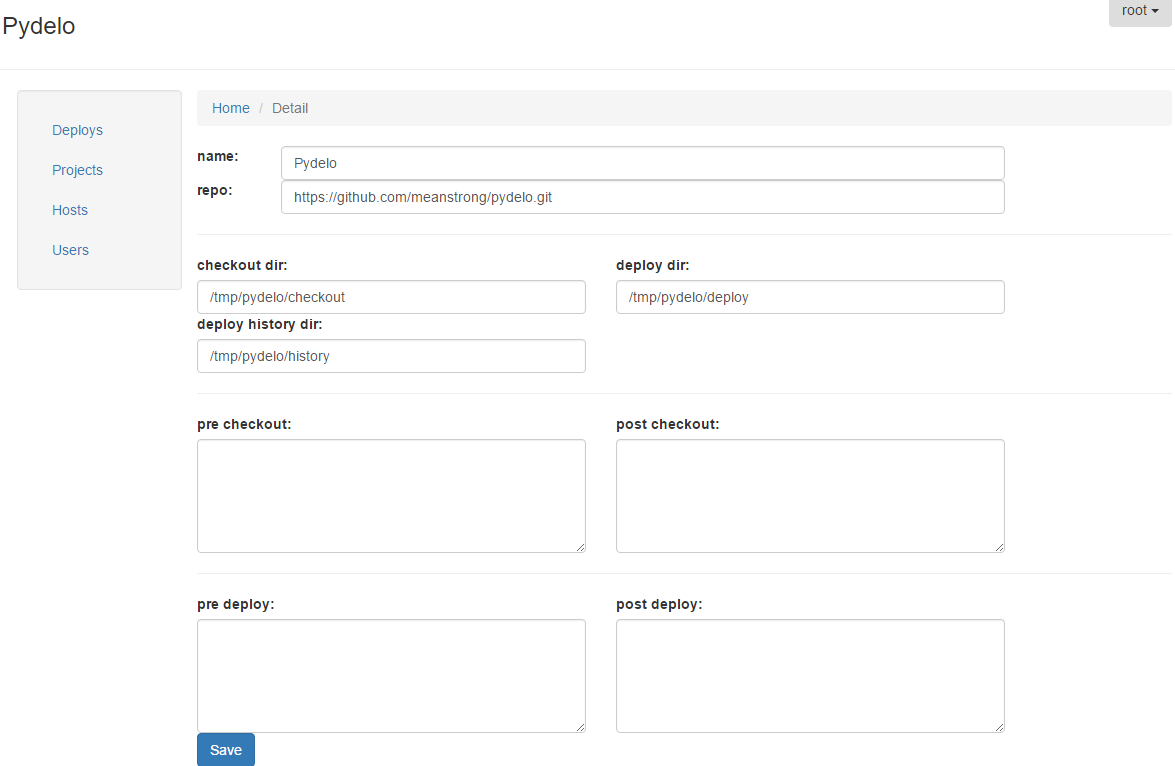 Pydelo
root
Deploys
Projects
Hosts
Users
Home / Detail
name:
Pydelo
repo:
https://github.com/meanstrong/pydelo.git
checkout dir:
deploy dir:
/tmp/pydelo/checkout
/tmp/pydelo/deploy
deploy history dir:
/tmp/pydelo/history
pre checkout:
post checkout:
pre deploy:
post deploy:
Save